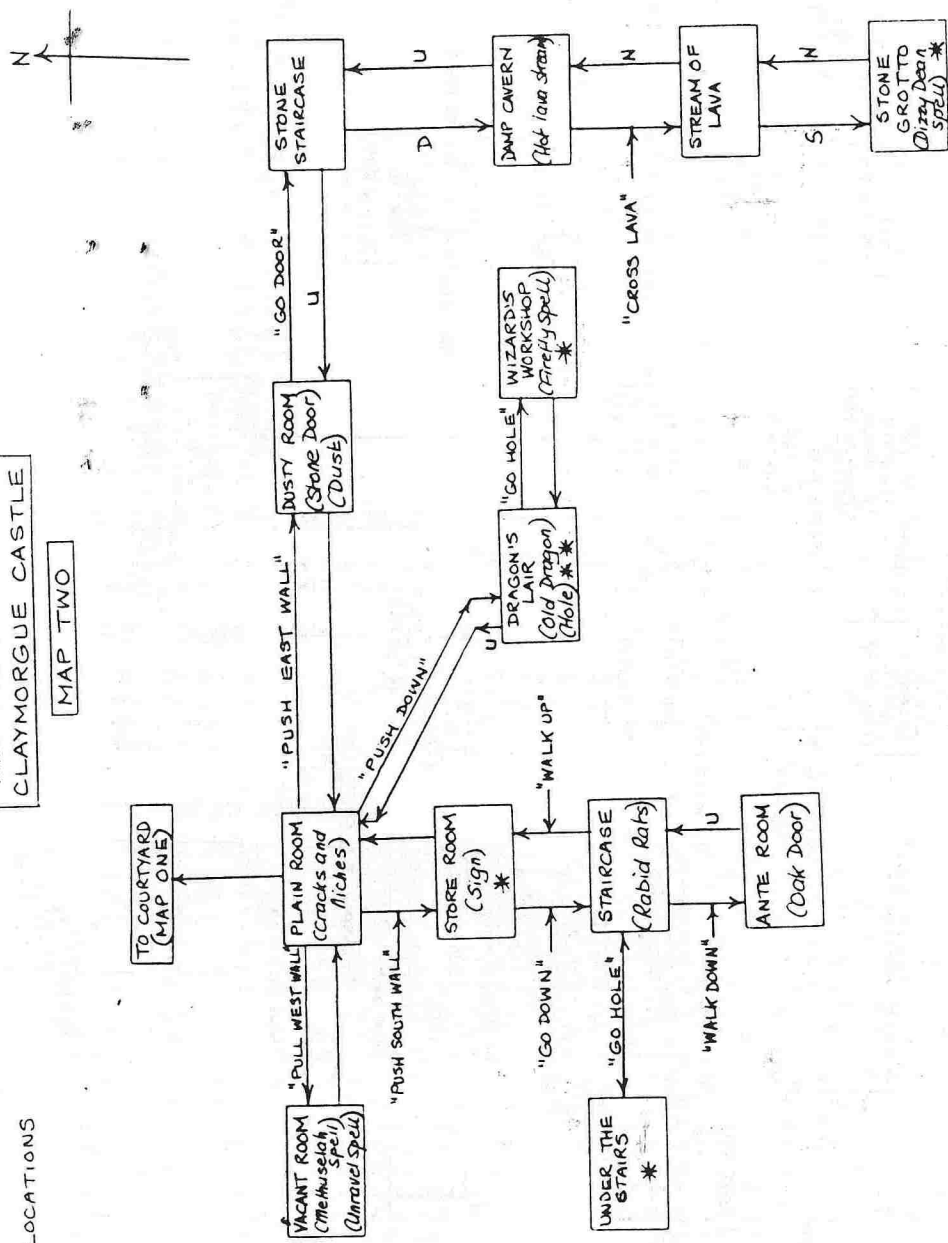 CLAYMORGUE CASTLE
MAP TWO
LOCATIONS
N
TO COURTYARD
(MAP ONE)
VACANT ROOM
(Methuselah
spell)
(Unravel spell)
"PULL WEST WALL"
PLAIN ROOM
(Cracks and
Niches)
"PUSH EAST WALL"
DUSTY ROOM
(Stone Door)
(Dust)
"GO DOOR"
U
STONE
STAIRCASE
D
U
DAMP CAVERN
(Hot lava stream)
"CROSS LAVA"
N
STREAM OF
LAVA
S
N
STONE
GROTTO
(Dizzy Dean
spell) *
"PUSH DOWN"
U
DRAGON'S
LAIR
(Old Dragon)
(Hole) * *
"GO HOLE"
WIZARD'S
WORKSHOP
(Firefly Spell)
*
"PUSH SOUTH WALL"
STORE ROOM
(Sign)
*
"GO DOWN"
"WALK UP"
STAIRCASE
(Rabid Rats)
"GO HOLE"
UNDER THE
STAIRS
*
"WALK DOWN"
U
ANTE ROOM
(Oak Door)